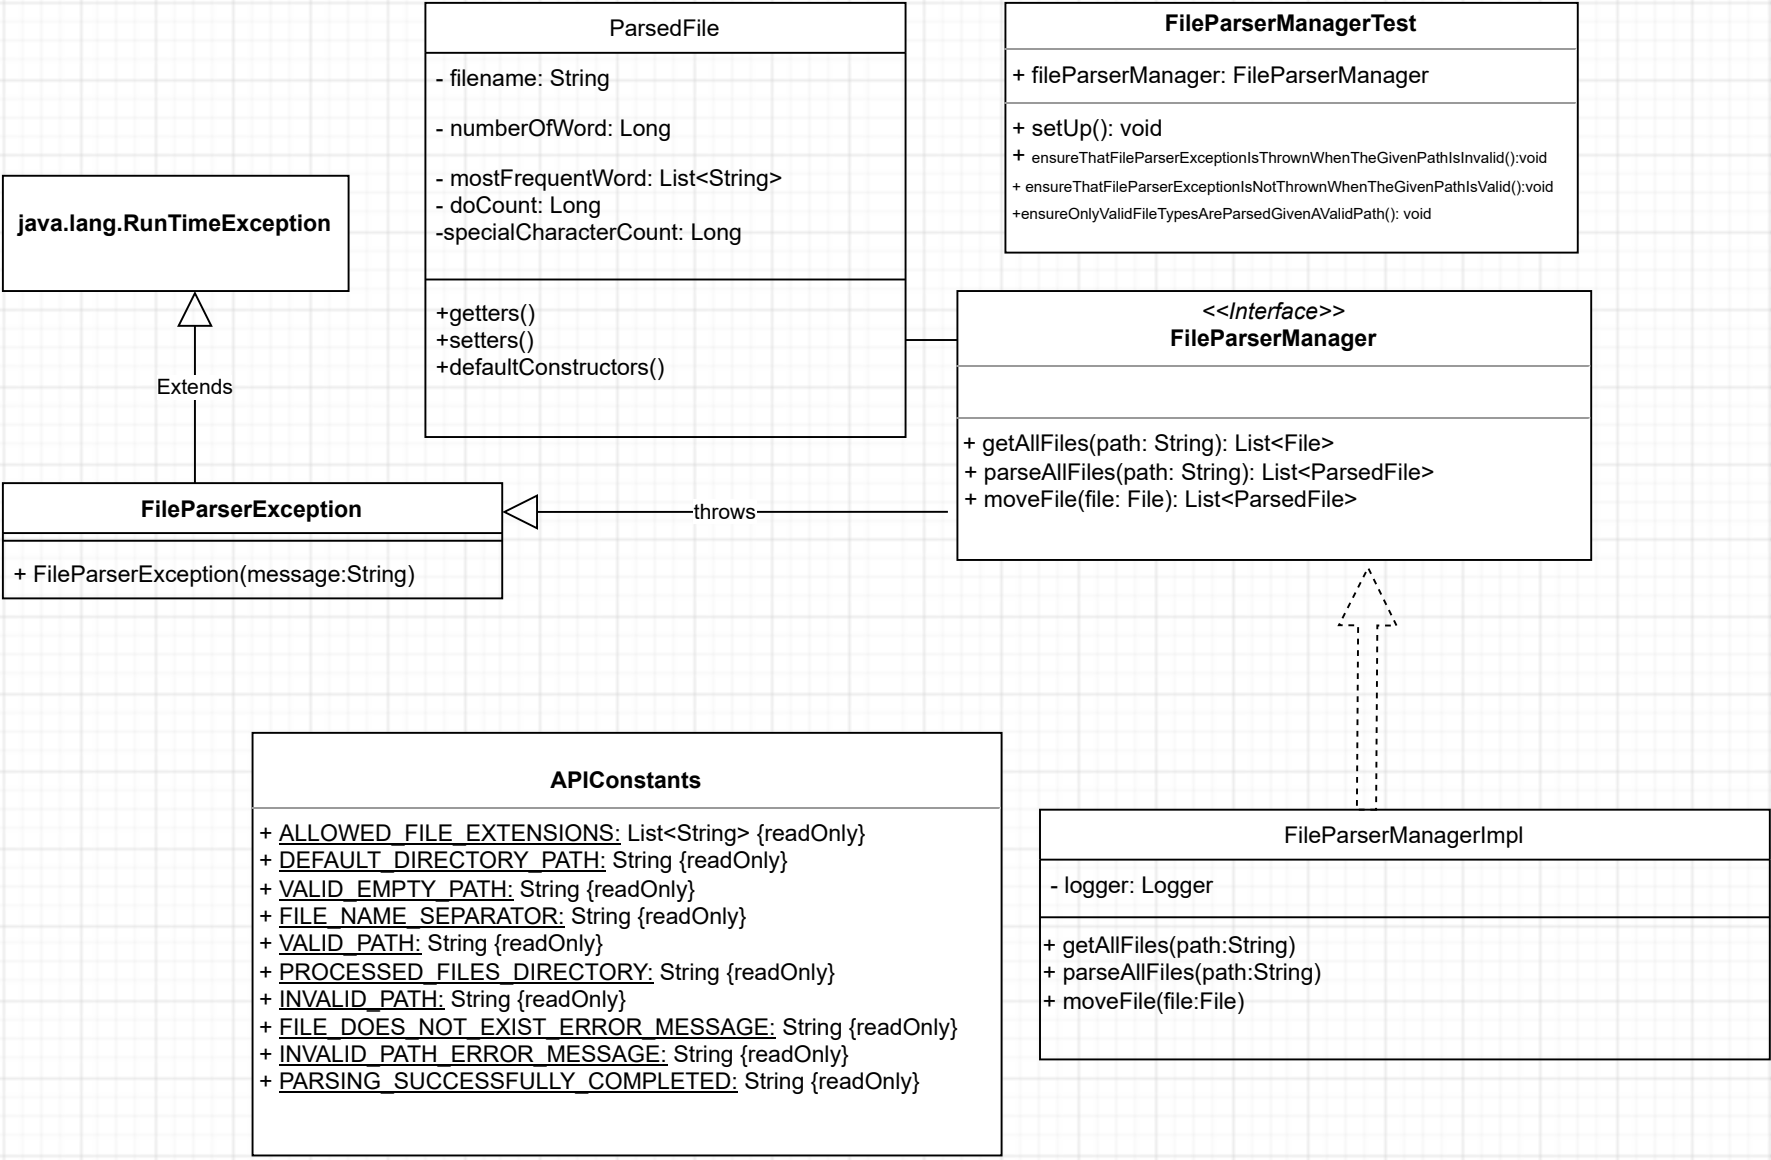 ParsedFile
- filename: String
- numberOfWord: Long
- mostFrequentWord: List<String>
- doCount: Long
-specialCharacterCount: Long
+getters()
+setters()
+defaultConstructors()
FileParserManagerTest
+ fileParserManager: FileParserManager
+ setUp(): void
+ ensureThatFileParserExceptionIsThrownWhenTheGivenPathIsInvalid():void
+ ensureThatFileParserExceptionIsNotThrownWhenTheGivenPathIsValid():void
+ensureOnlyValidFileTypesAreParsedGivenAValidPath(): void
java.lang.RunTimeException
Extends
<<Interface>>
FileParserManager
+ getAllFiles(path: String): List<File>
+ parseAllFiles(path: String): List<ParsedFile>
+ moveFile(file: File): List<ParsedFile>
throws
FileParserException
+ FileParserException(message:String)
APIConstants
+ ALLOWED_FILE_EXTENSIONS: List<String> {readOnly}
+ DEFAULT_DIRECTORY_PATH: String {readOnly}
+ VALID_EMPTY_PATH: String {readOnly}
+ FILE_NAME_SEPARATOR: String {readOnly}
+ VALID_PATH: String {readOnly}
+ PROCESSED_FILES_DIRECTORY: String {readOnly}
+ INVALID_PATH: String {readOnly}
+ FILE_DOES_NOT_EXIST_ERROR_MESSAGE: String {readOnly}
+ INVALID_PATH_ERROR_MESSAGE: String {readOnly}
+ PARSING_SUCCESSFULLY_COMPLETED: String {readOnly}
FileParserManagerImpl
- logger: Logger
+ getAllFiles(path:String)
+ parseAllFiles(path:String)
+ moveFile(file:File)